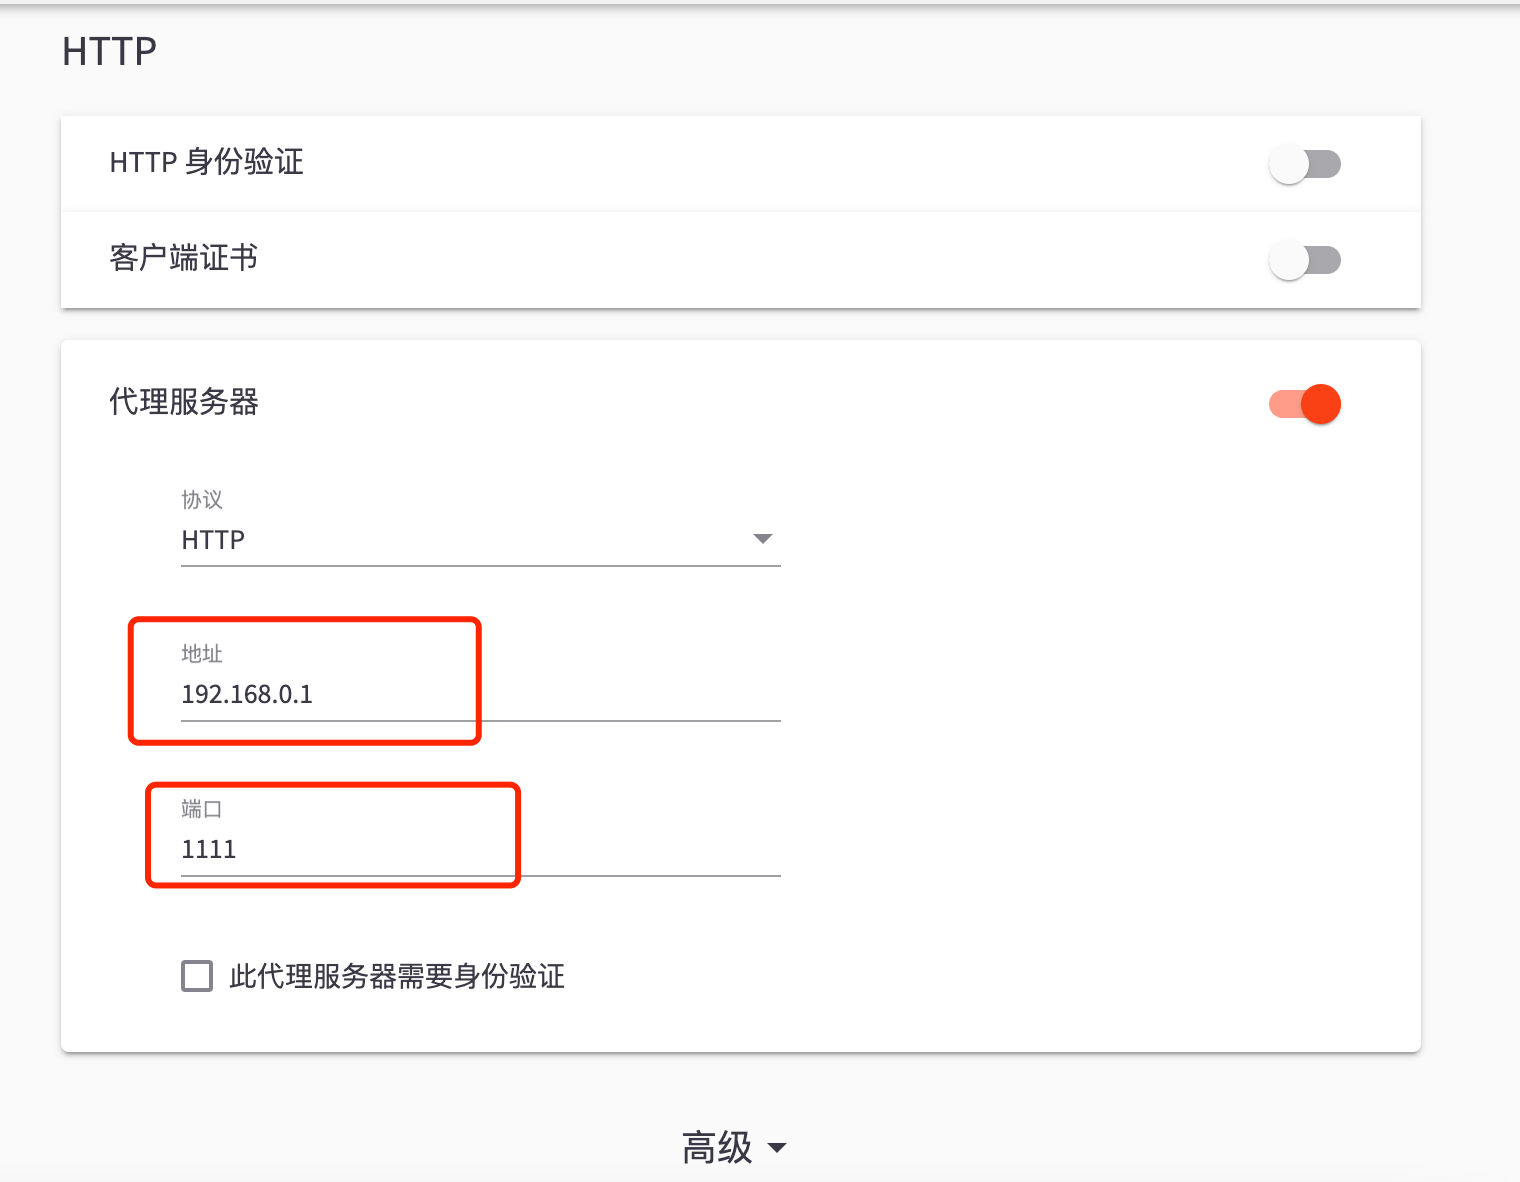 HTTP
HTTP 身份验证
客户端证书
代理服务器
协议
HTTP
地址
192.168.0.1
端口
1111
此代理服务器需要身份验证
高级